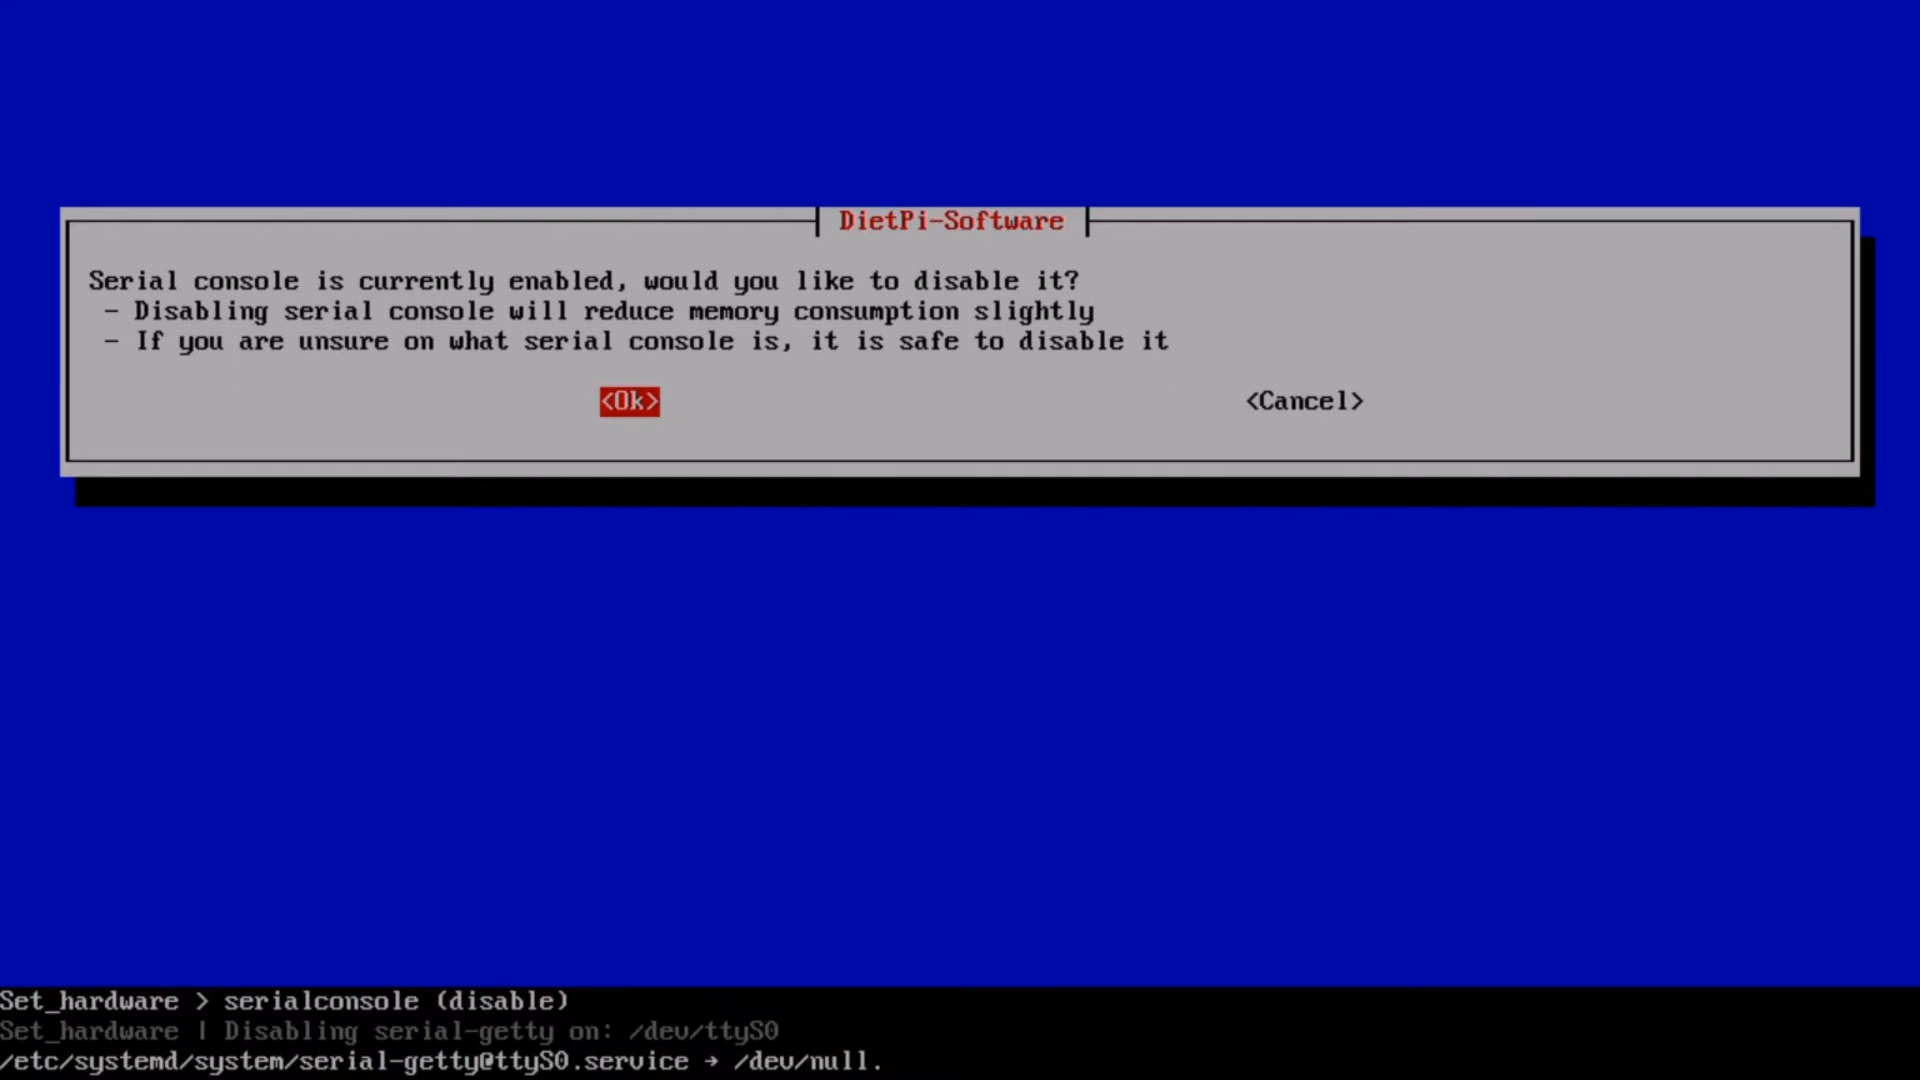 DietPi-Software
Serial console is currently enabled, would you like to disable it?
- Disabling serial console will reduce memory consumption slightly
- If you are unsure on what serial console is, it is safe to disable it
<Ok> <Cancel>
Set_hardware > serialconsole (disable)
Set_hardware | Disabling serial-getty on: /dev/ttyS0
/etc/systemd/system/serial-getty@ttyS0.service → /dev/null.